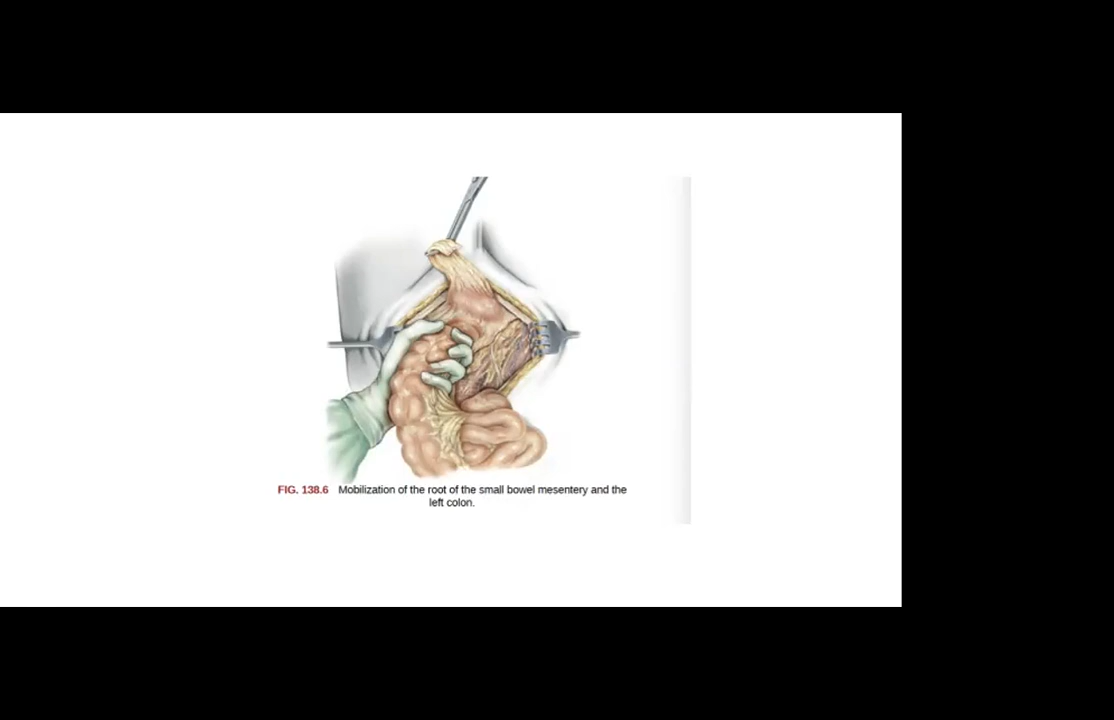 FIG. 138.6 Mobilization of the root of the small bowel mesentery and the
left colon.